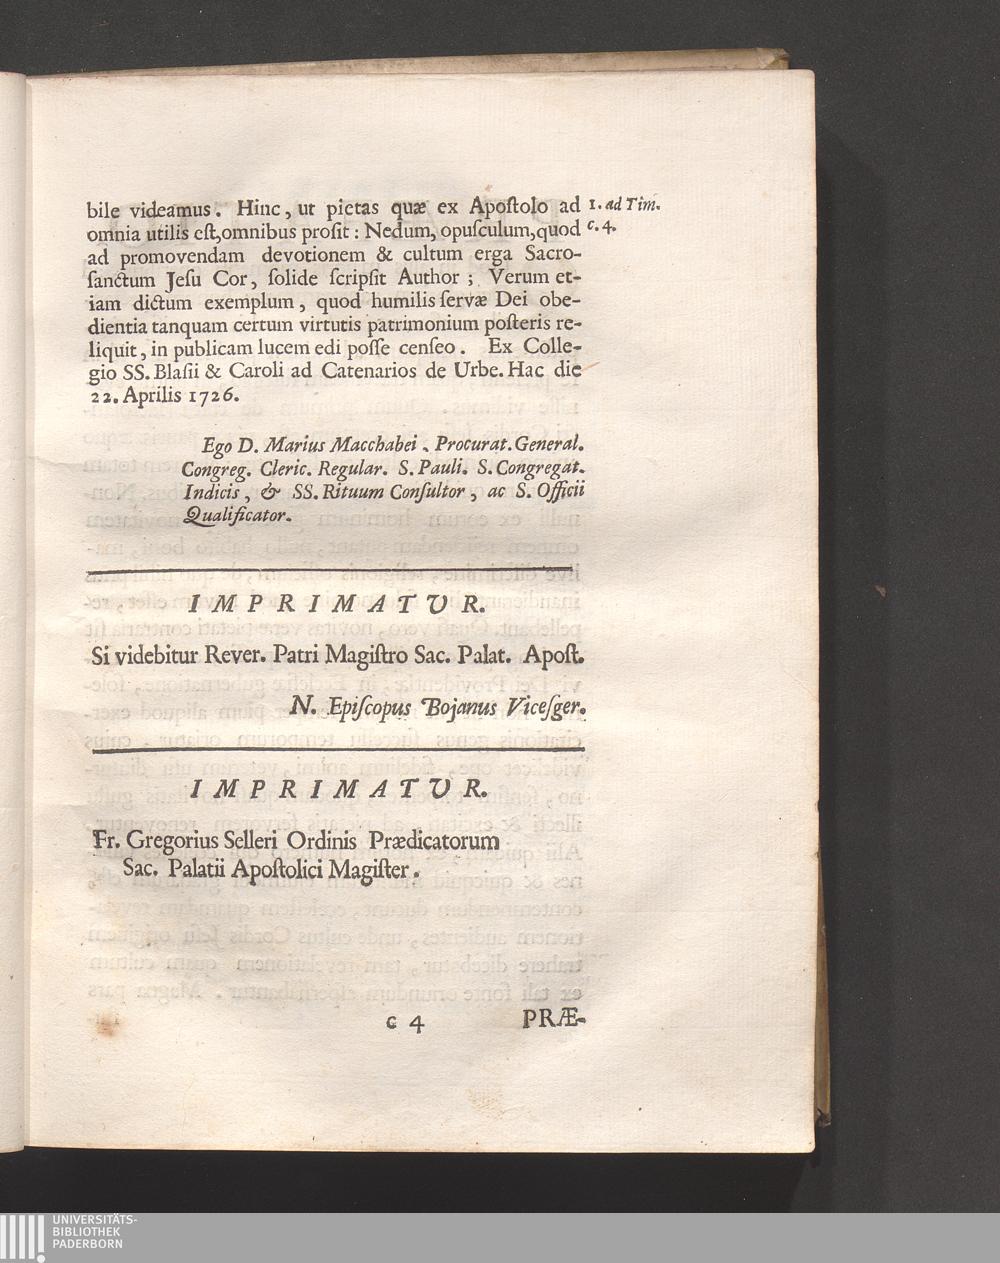 bile videamus. Hinc, ut pietas quæ ex Apoſtolo ad 1. ad Tim.
omnia utilis eſt,omnibus proſit: Nedum, opuſculum,quod c. 4.
ad promovendam devotionem & cultum erga Sacro-
ſanctum Jeſu Cor, ſolide ſcripſit Author; Verum et-
iam dictum exemplum, quod humilis ſervæ Dei obe-
dientia tanquam certum virtutis patrimonium poſteris re-
liquit, in publicam lucem edi poſſe cenſeo. Ex Colle-
gio SS. Blaſii & Caroli ad Catenarios de Urbe. Hac die
22. Aprilis 1726.
Ego D. Marius Macchabei, Procurat. General.
Congreg. Cleric. Regular. S. Pauli. S. Congregat.
Indicis, & SS. Rituum Conſultor, ac S. Officii
Qualificator.
IMPRIMATUR.
Si videbitur Rever. Patri Magiſtro Sac. Palat. Apoſt.
N. Epiſcopus Bojanus Viceſger.
IMPRIMATUR.
Fr. Gregorius Selleri Ordinis Prædicatorum
Sac. Palatii Apoſtolici Magiſter.
c 4 PRÆ-
UNIVERSITÄTS-
BIBLIOTHEK
PADERBORN